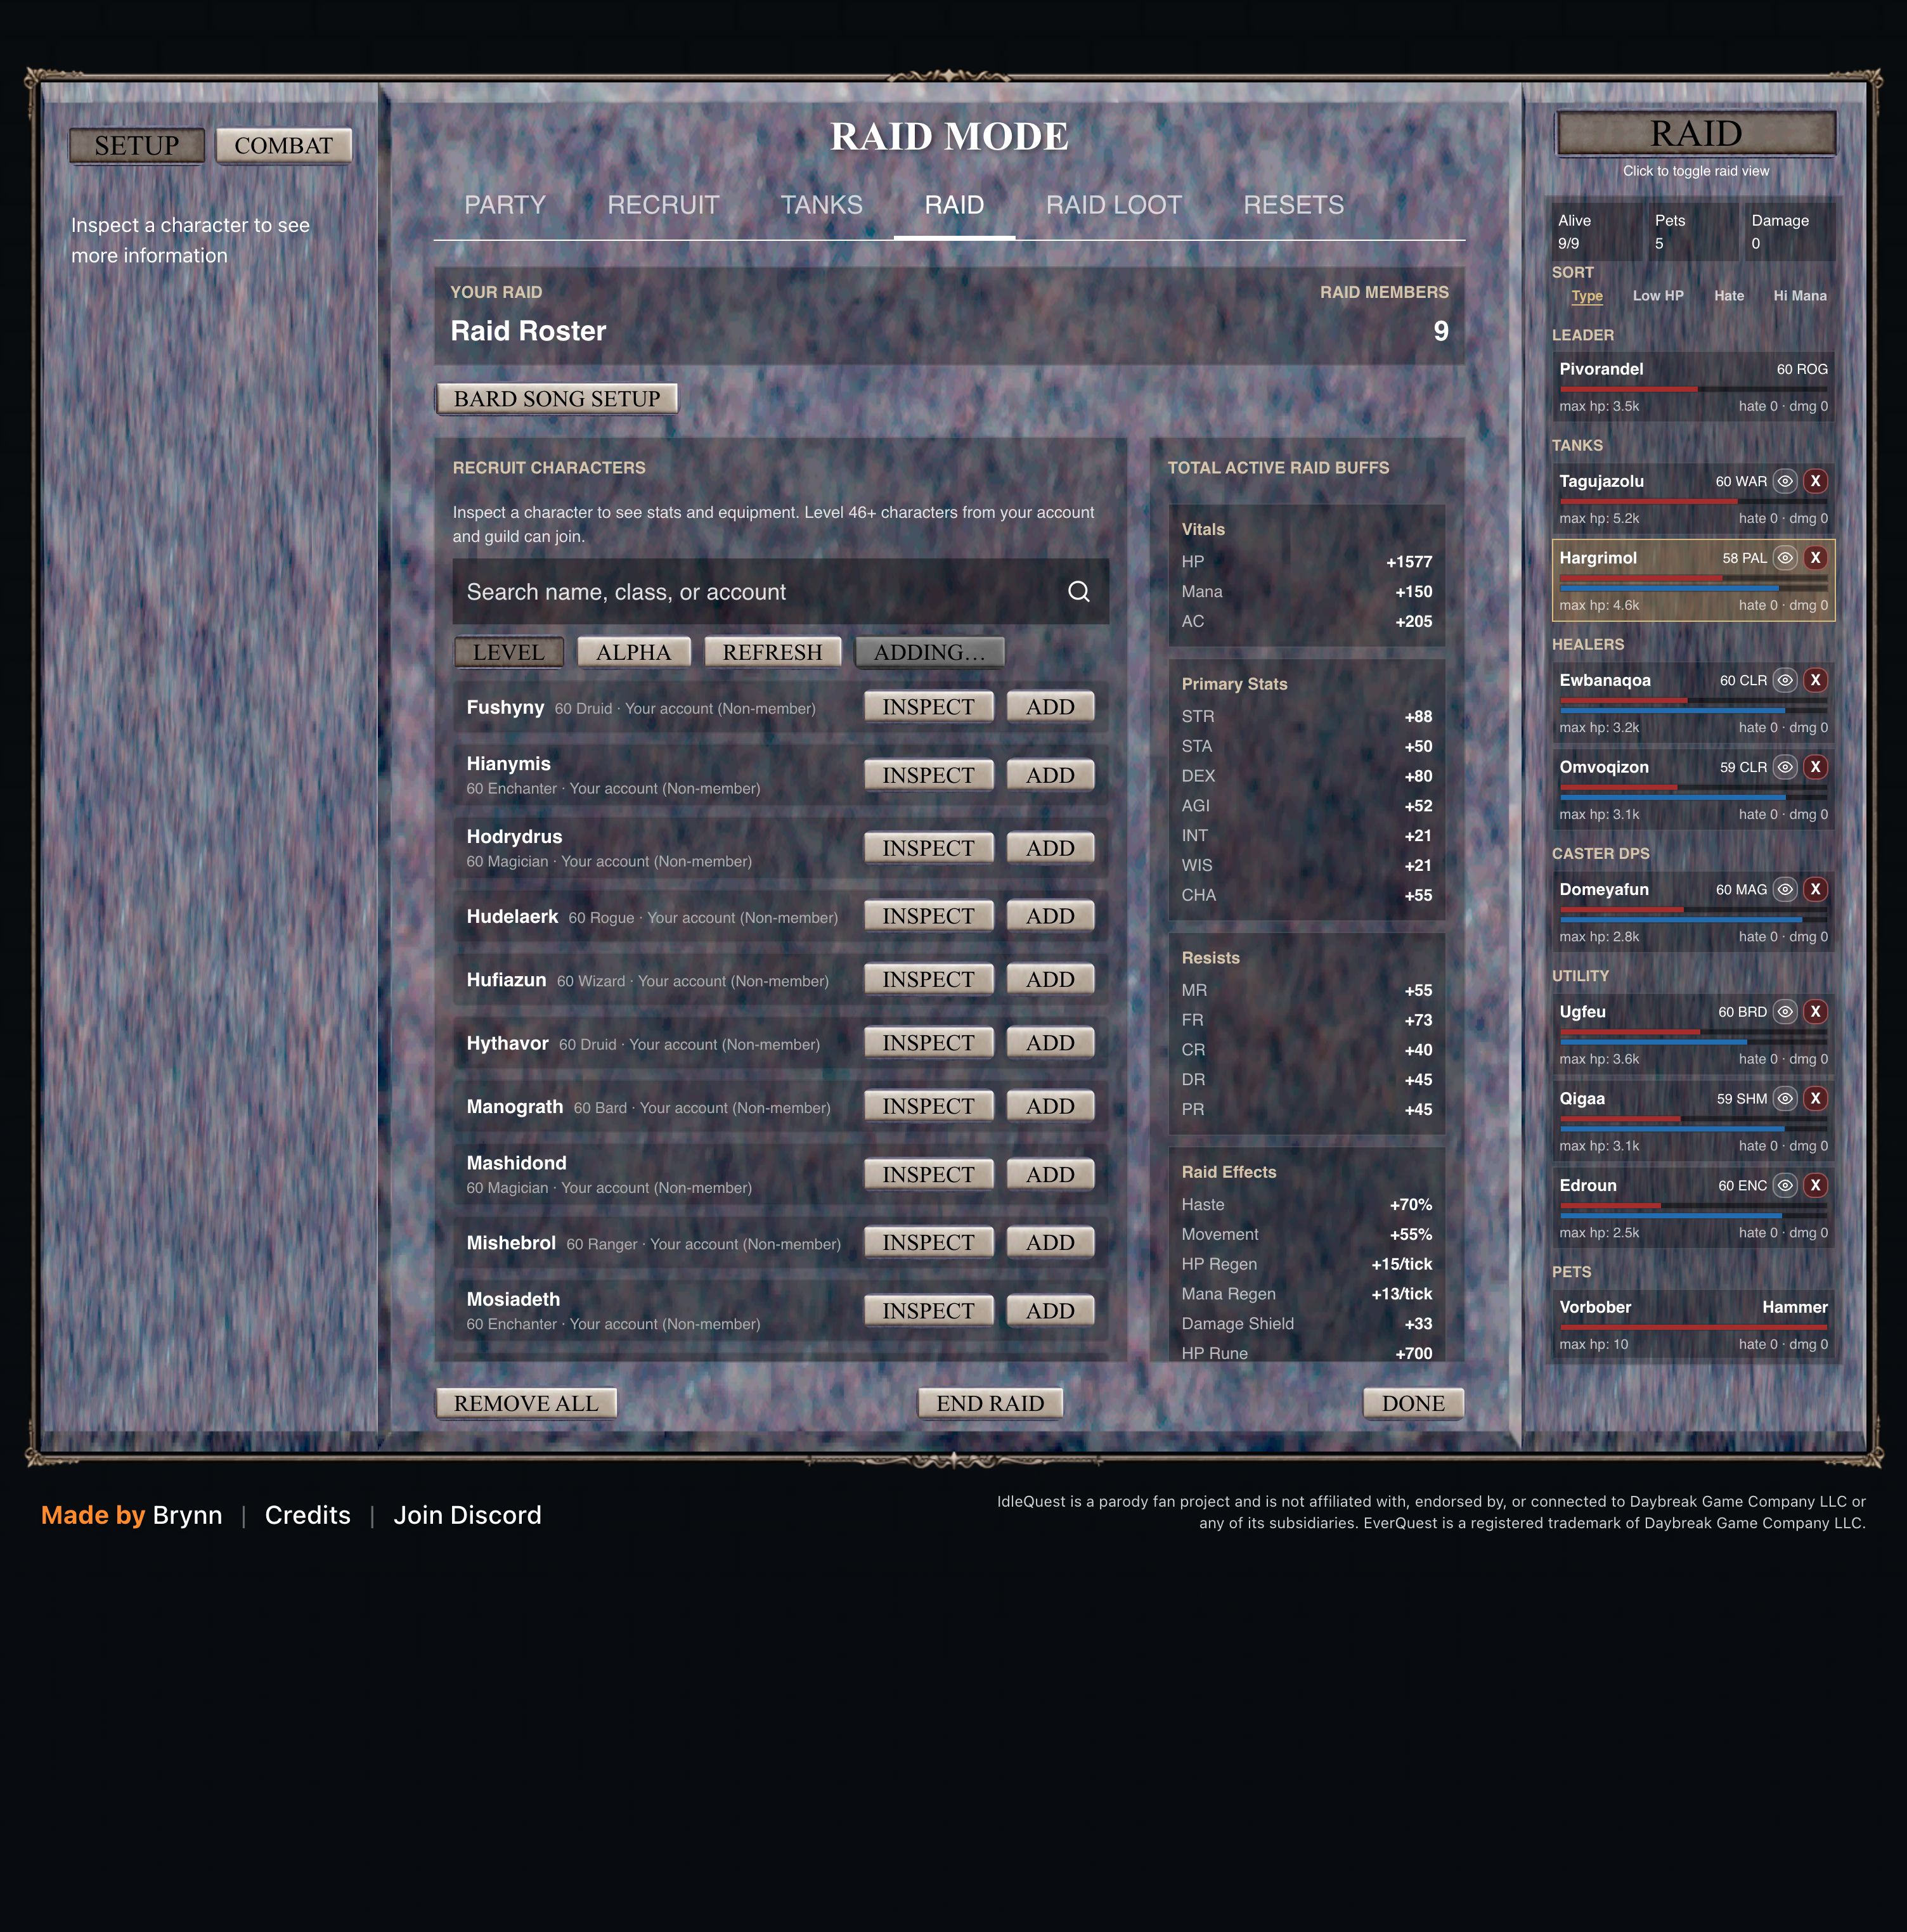 SETUP
COMBAT
Inspect a character to see
more information
RAID MODE
PARTY
RECRUIT
TANKS
RAID
RAID LOOT
RESETS
YOUR RAID
RAID MEMBERS
Raid Roster
9
BARD SONG SETUP
RECRUIT CHARACTERS
Inspect a character to see stats and equipment. Level 46+ characters from your account
and guild can join.
Search name, class, or account
LEVEL
ALPHA
REFRESH
ADDING…
Fushyny 60 Druid · Your account (Non-member)
INSPECT
ADD
Hianymis
60 Enchanter · Your account (Non-member)
INSPECT
ADD
Hodrydrus
60 Magician · Your account (Non-member)
INSPECT
ADD
Hudelaerk 60 Rogue · Your account (Non-member)
INSPECT
ADD
Hufiazun 60 Wizard · Your account (Non-member)
INSPECT
ADD
Hythavor 60 Druid · Your account (Non-member)
INSPECT
ADD
Manograth 60 Bard · Your account (Non-member)
INSPECT
ADD
Mashidond
60 Magician · Your account (Non-member)
INSPECT
ADD
Mishebrol 60 Ranger · Your account (Non-member)
INSPECT
ADD
Mosiadeth
60 Enchanter · Your account (Non-member)
INSPECT
ADD
TOTAL ACTIVE RAID BUFFS
Vitals
HP +1577
Mana +150
AC +205
Primary Stats
STR +88
STA +50
DEX +80
AGI +52
INT +21
WIS +21
CHA +55
Resists
MR +55
FR +73
CR +40
DR +45
PR +45
Raid Effects
Haste +70%
Movement +55%
HP Regen +15/tick
Mana Regen +13/tick
Damage Shield +33
HP Rune +700
REMOVE ALL
END RAID
DONE
RAID
Click to toggle raid view
Alive Pets Damage
9/9 5 0
SORT
Type Low HP Hate Hi Mana
LEADER
Pivorandel 60 ROG
max hp: 3.5k hate 0 · dmg 0
TANKS
Tagujazolu 60 WAR X
max hp: 5.2k hate 0 · dmg 0
Hargrimol 58 PAL X
max hp: 4.6k hate 0 · dmg 0
HEALERS
Ewbanaqoa 60 CLR X
max hp: 3.2k hate 0 · dmg 0
Omvoqizon 59 CLR X
max hp: 3.1k hate 0 · dmg 0
CASTER DPS
Domeyafun 60 MAG X
max hp: 2.8k hate 0 · dmg 0
UTILITY
Ugfeu 60 BRD X
max hp: 3.6k hate 0 · dmg 0
Qigaa 59 SHM X
max hp: 3.1k hate 0 · dmg 0
Edroun 60 ENC X
max hp: 2.5k hate 0 · dmg 0
PETS
Vorbober Hammer
max hp: 10 hate 0 · dmg 0
Made by Brynn | Credits | Join Discord
IdleQuest is a parody fan project and is not affiliated with, endorsed by, or connected to Daybreak Game Company LLC or
any of its subsidiaries. EverQuest is a registered trademark of Daybreak Game Company LLC.